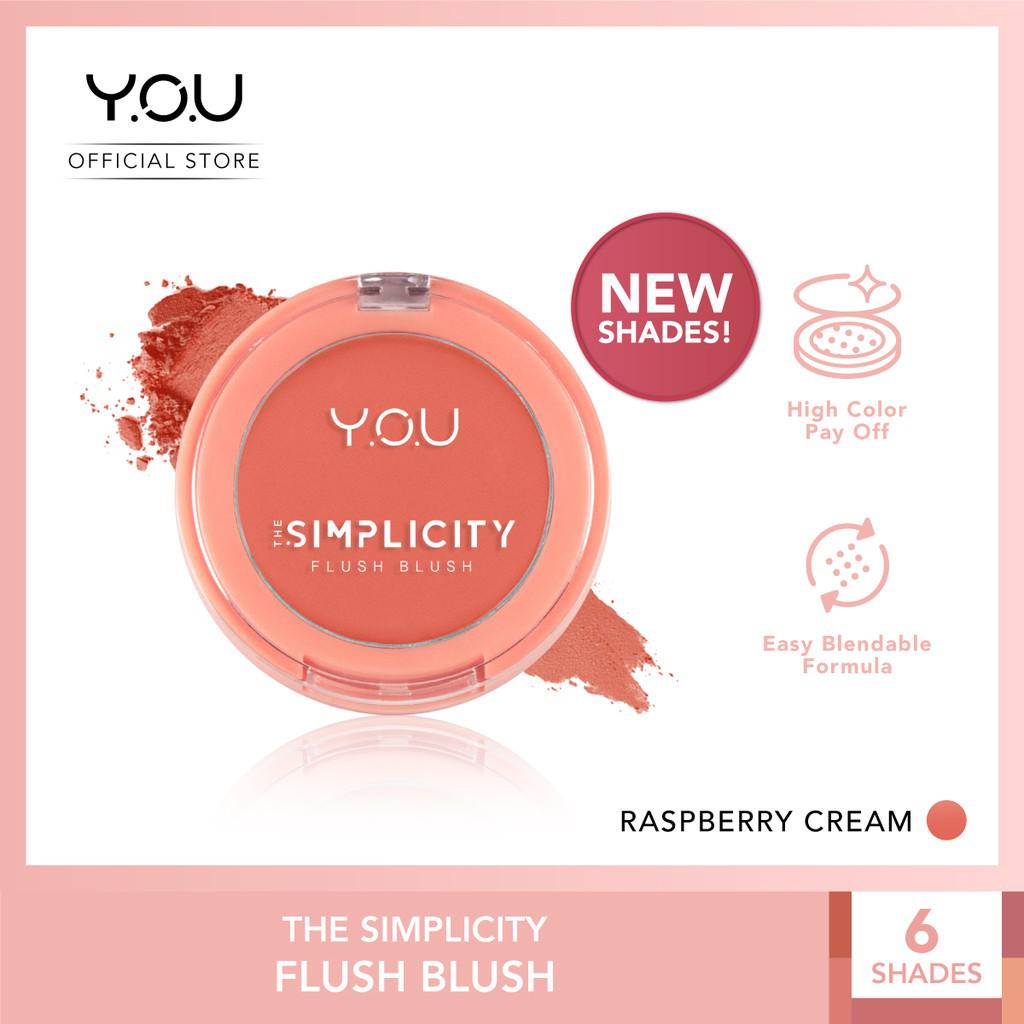 Y.O.U
OFFICIAL STORE
NEW
SHADES!
High Color
Pay Off
Y.O.U
THE SIMPLICITY
FLUSH BLUSH
Easy Blendable
Formula
RASPBERRY CREAM
THE SIMPLICITY
FLUSH BLUSH
6
SHADES